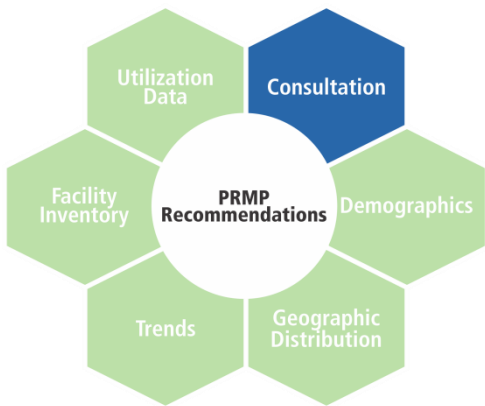 Utilization
Data
Consultation
Facility
Inventory
PRMP
Recommendations
Demographics
Trends
Geographic
Distribution